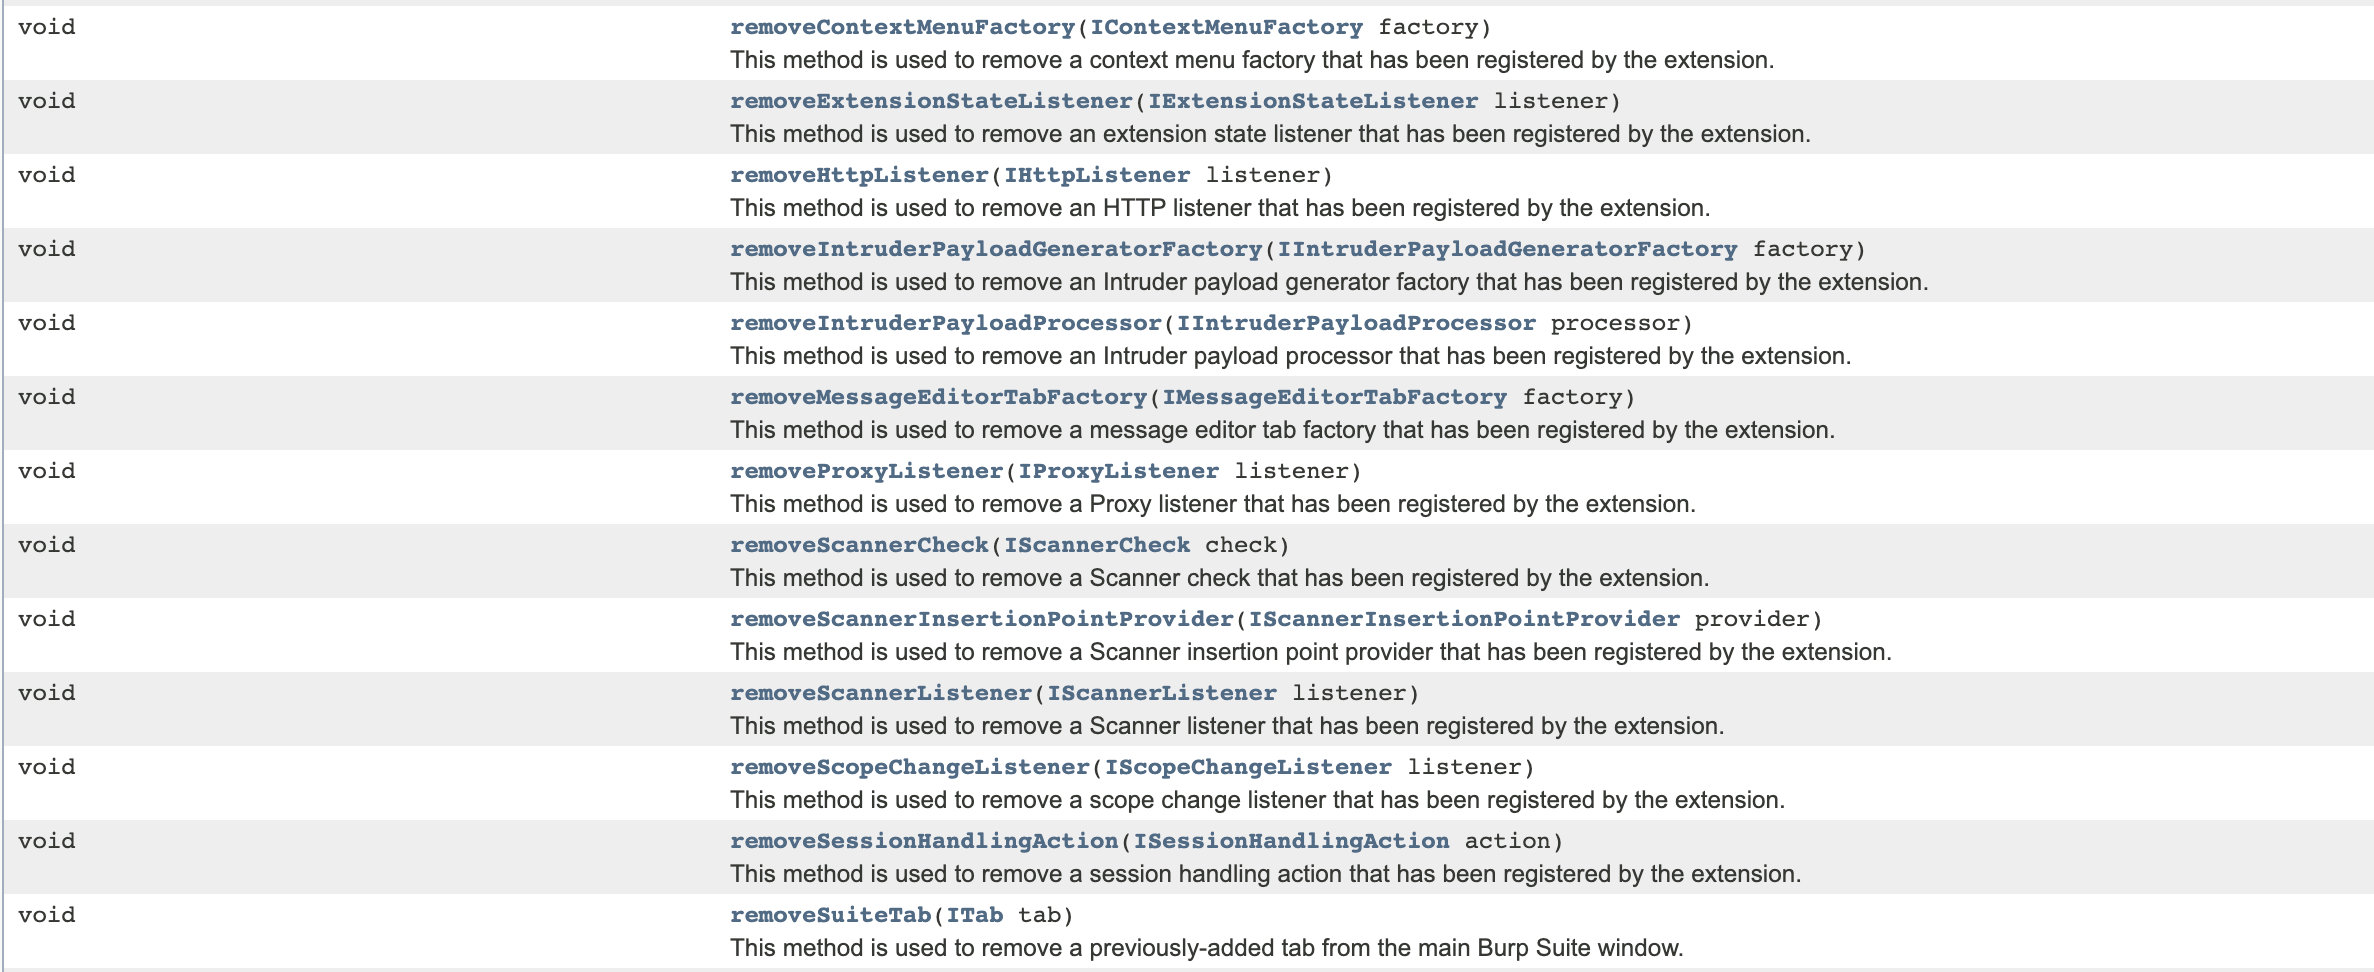 void removeContextMenuFactory(IContextMenuFactory factory)
This method is used to remove a context menu factory that has been registered by the extension.
void removeExtensionStateListener(IExtensionStateListener listener)
This method is used to remove an extension state listener that has been registered by the extension.
void removeHttpListener(IHttpListener listener)
This method is used to remove an HTTP listener that has been registered by the extension.
void removeIntruderPayloadGeneratorFactory(IIntruderPayloadGeneratorFactory factory)
This method is used to remove an Intruder payload generator factory that has been registered by the extension.
void removeIntruderPayloadProcessor(IIntruderPayloadProcessor processor)
This method is used to remove an Intruder payload processor that has been registered by the extension.
void removeMessageEditorTabFactory(IMessageEditorTabFactory factory)
This method is used to remove a message editor tab factory that has been registered by the extension.
void removeProxyListener(IProxyListener listener)
This method is used to remove a Proxy listener that has been registered by the extension.
void removeScannerCheck(IScannerCheck check)
This method is used to remove a Scanner check that has been registered by the extension.
void removeScannerInsertionPointProvider(IScannerInsertionPointProvider provider)
This method is used to remove a Scanner insertion point provider that has been registered by the extension.
void removeScannerListener(IScannerListener listener)
This method is used to remove a Scanner listener that has been registered by the extension.
void removeScopeChangeListener(IScopeChangeListener listener)
This method is used to remove a scope change listener that has been registered by the extension.
void removeSessionHandlingAction(ISessionHandlingAction action)
This method is used to remove a session handling action that has been registered by the extension.
void removeSuiteTab(ITab tab)
This method is used to remove a previously-added tab from the main Burp Suite window.